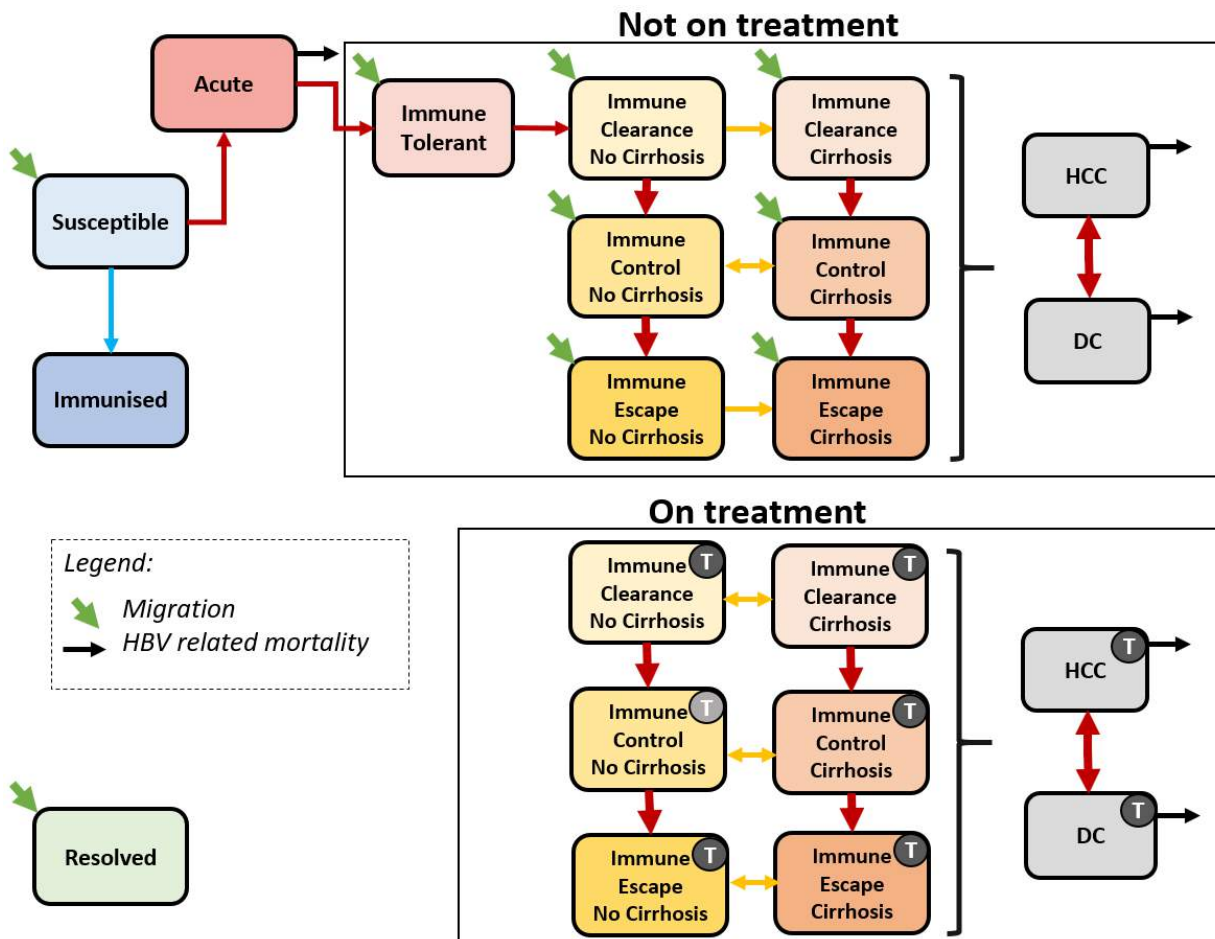 Not on treatment
Acute
Immune
Tolerant
Immune
Clearance
No Cirrhosis
Immune
Clearance
Cirrhosis
HCC
Susceptible
Immune
Control
No Cirrhosis
Immune
Control
Cirrhosis
DC
Immunised
Immune
Escape
No Cirrhosis
Immune
Escape
Cirrhosis
On treatment
Legend:
Migration
HBV related mortality
T
Immune
Clearance
No Cirrhosis
T
Immune
Clearance
Cirrhosis
T
HCC
T
Immune
Control
No Cirrhosis
T
Immune
Control
Cirrhosis
T
DC
Resolved
T
Immune
Escape
No Cirrhosis
T
Immune
Escape
Cirrhosis